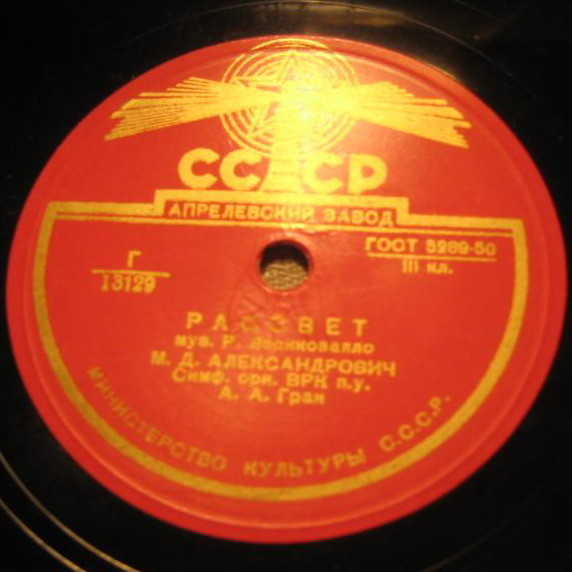 СССР
АПРЕЛЕВСКИЙ ЗАВОД
ГОСТ 5289-50
III кл.
Г
13129
РАССВЕТ
муз. Р. Леонковалло
М. Д. АЛЕКСАНДРОВИЧ
Симф. орк. ВРК п.у.
А. А. Гран
МИНИСТЕРСТВО КУЛЬТУРЫ С.С.С.Р.